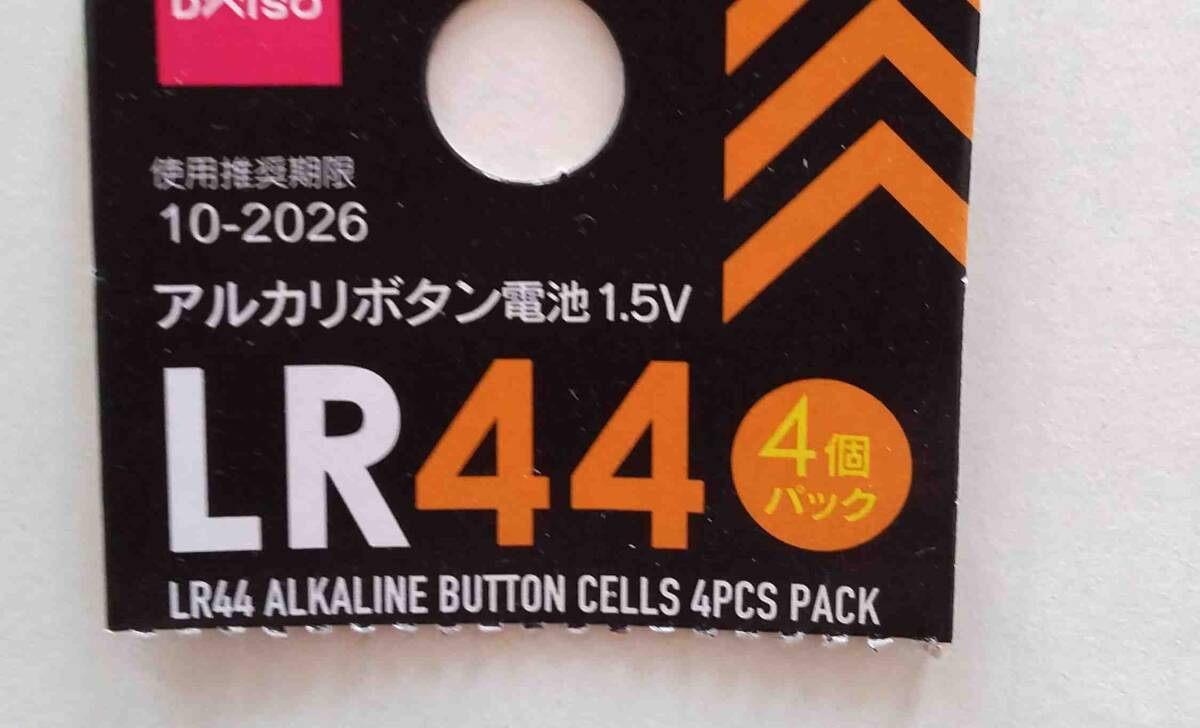 DAISO
使用推奨期限
10-2026
アルカリボタン電池1.5V
LR44
4個
パック
LR44 ALKALINE BUTTON CELLS 4PCS PACK